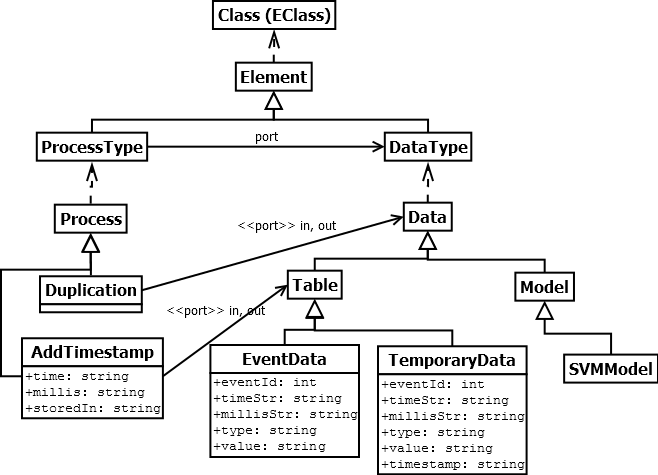 Class (EClass)
Element
ProcessType
port
DataType
Process
Data
<<port>> in, out
Duplication
Table
Model
<<port>> in, out
AddTimestamp
+time: string
+millis: string
+storedIn: string
EventData
+eventId: int
+timeStr: string
+millisStr: string
+type: string
+value: string
TemporaryData
+eventId: int
+timeStr: string
+millisStr: string
+type: string
+value: string
+timestamp: string
SVMModel